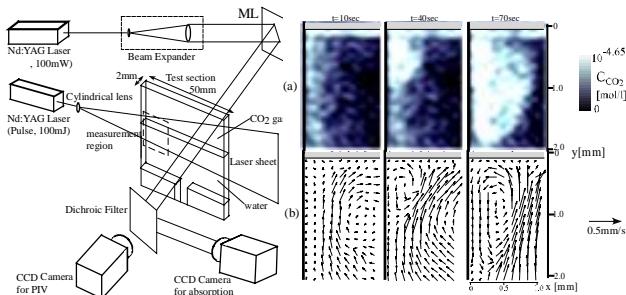 ML
Nd:YAG Laser
, 100mW)
Beam Expander
2mm
Test section
50mm
Cylindrical lens
Nd:YAG Laser
(Pulse, 100mJ)
measurement
region
CO2 ga
Laser sheet
water
Dichroic Filter
CCD Camera
for PIV
CCD Camera
for absorption
t=10sec
t=40sec
t=70sec
(a)
0
1.0
2.0
y[mm]
10 -4.65
CCO2
[mol/l]
0
(b)
0
1.0
2.0
0.5mm/s
0
0.5
1.0
x [mm]